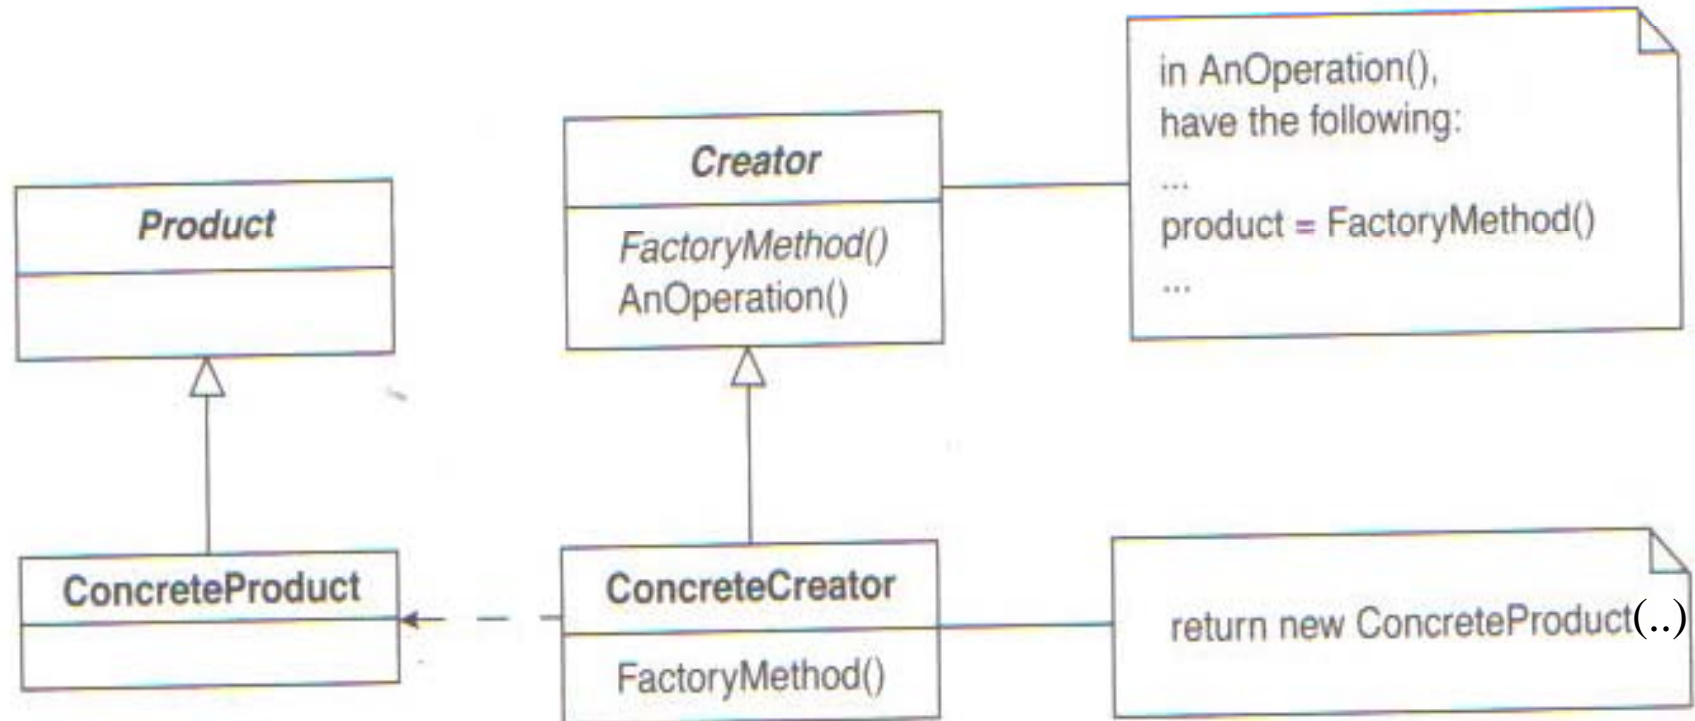 Product
Creator
FactoryMethod()
AnOperation()
in AnOperation(),
have the following:
...
product = FactoryMethod()
...
ConcreteProduct
ConcreteCreator
FactoryMethod()
return new ConcreteProduct(..)